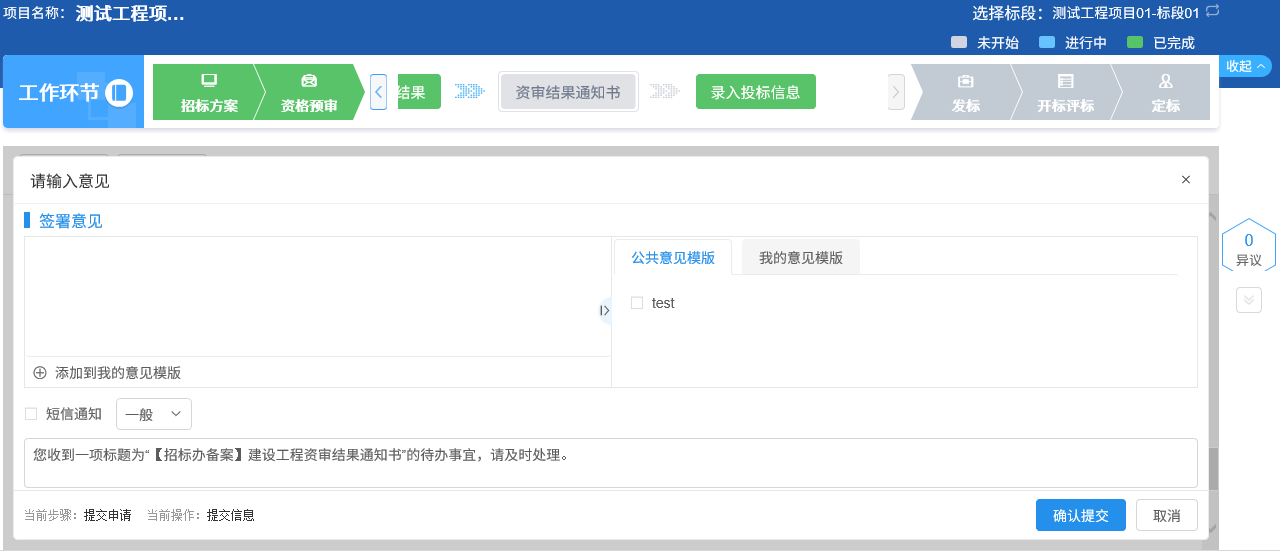 项目名称： 测试工程项...
选择标段：测试工程项目01-标段01
未开始 进行中 已完成
收起
工作环节
招标方案
资格预审
结果
资审结果通知书
录入投标信息
发标
开标评标
定标
请输入意见
签署意见
公共意见模版
我的意见模版
test
添加到我的意见模版
0
异议
短信通知
一般
您收到一项标题为“【招标办备案】建设工程资审结果通知书”的待办事宜，请及时处理。
当前步骤：提交申请 当前操作：提交信息
确认提交
取消